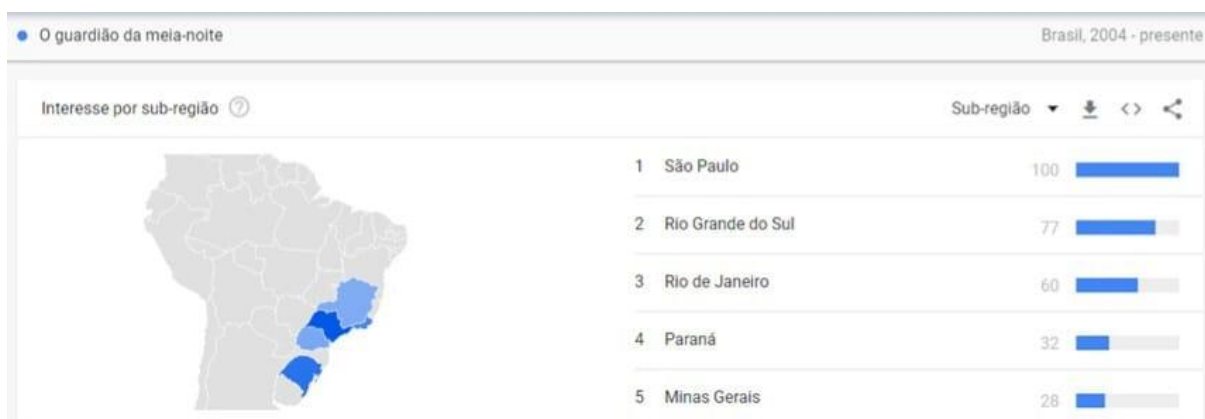 O guardião da meia-noite
Brasil, 2004 - presente
Interesse por sub-região
Sub-região
1 São Paulo 100
2 Rio Grande do Sul 77
3 Rio de Janeiro 60
4 Paraná 32
5 Minas Gerais 28